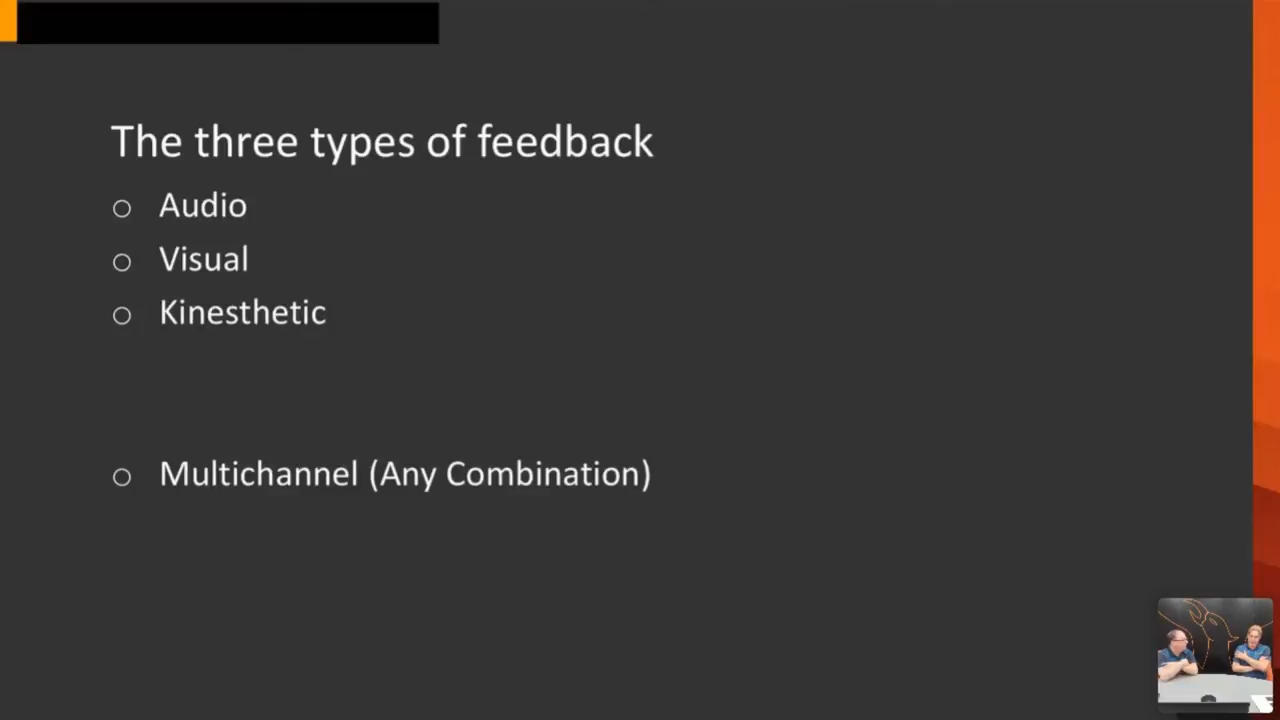 The three types of feedback
Audio
Visual
Kinesthetic
Multichannel (Any Combination)